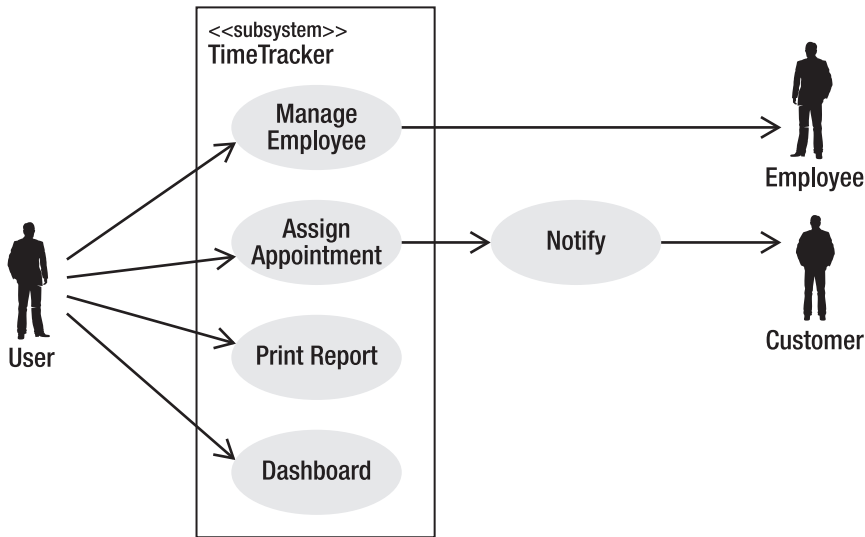 <<subsystem>>
TimeTracker
Manage
Employee
Employee
Assign
Appointment
Notify
Customer
User
Print Report
Dashboard